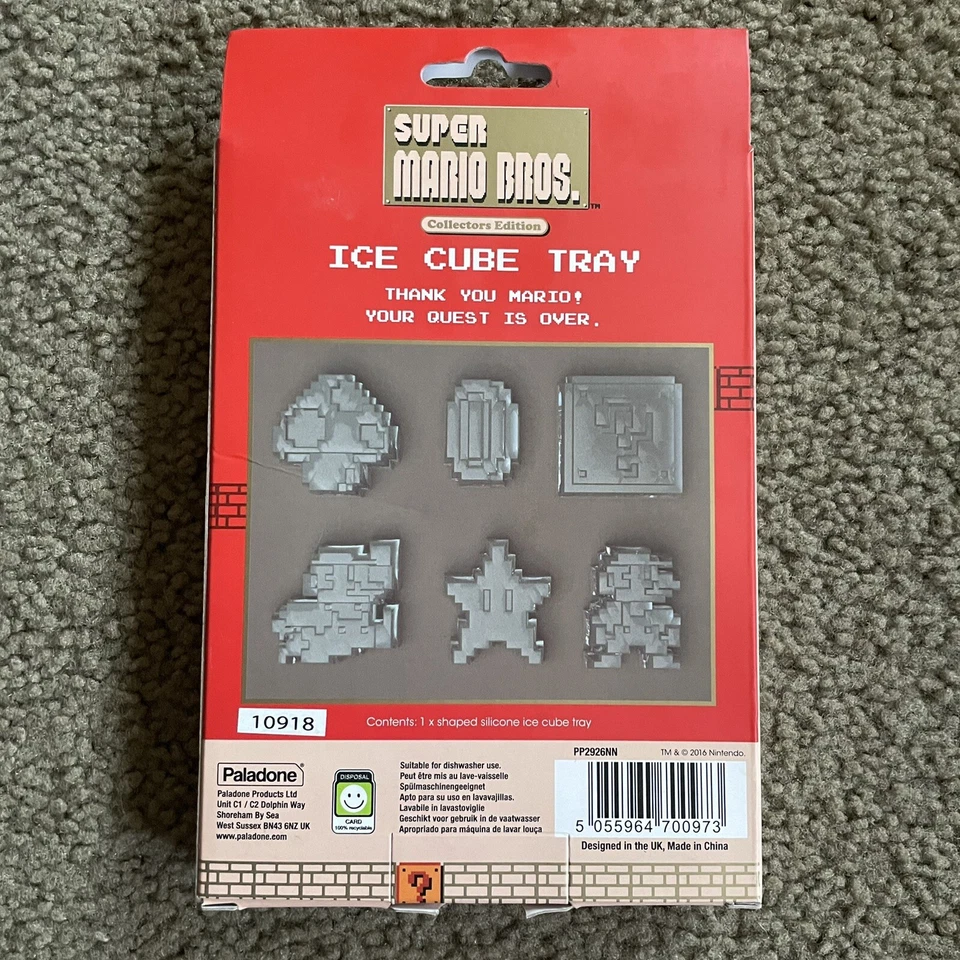 SUPER
MARIO BROS.™
Collectors Edition
ICE CUBE TRAY
THANK YOU MARIO!
YOUR QUEST IS OVER.
10918
Contents: 1 x shaped silicone ice cube tray
Paladone®
Paladone Products Ltd
Unit C1 / C2 Dolphin Way
Shoreham By Sea
West Sussex BN43 6NZ UK
www.paladone.com
DISPOSAL
CARD
100% recyclable
Suitable for dishwasher use.
Peut être mis au lave-vaisselle
Spülmaschinengeeignet
Apto para su uso en lavavajillas.
Lavabile in lavastoviglie
Geschikt voor gebruik in de vaatwasser
Apropriado para máquina de lavar louça
PP2926NN
TM & © 2016 Nintendo.
5 055964 700973
Designed in the UK, Made in China
?